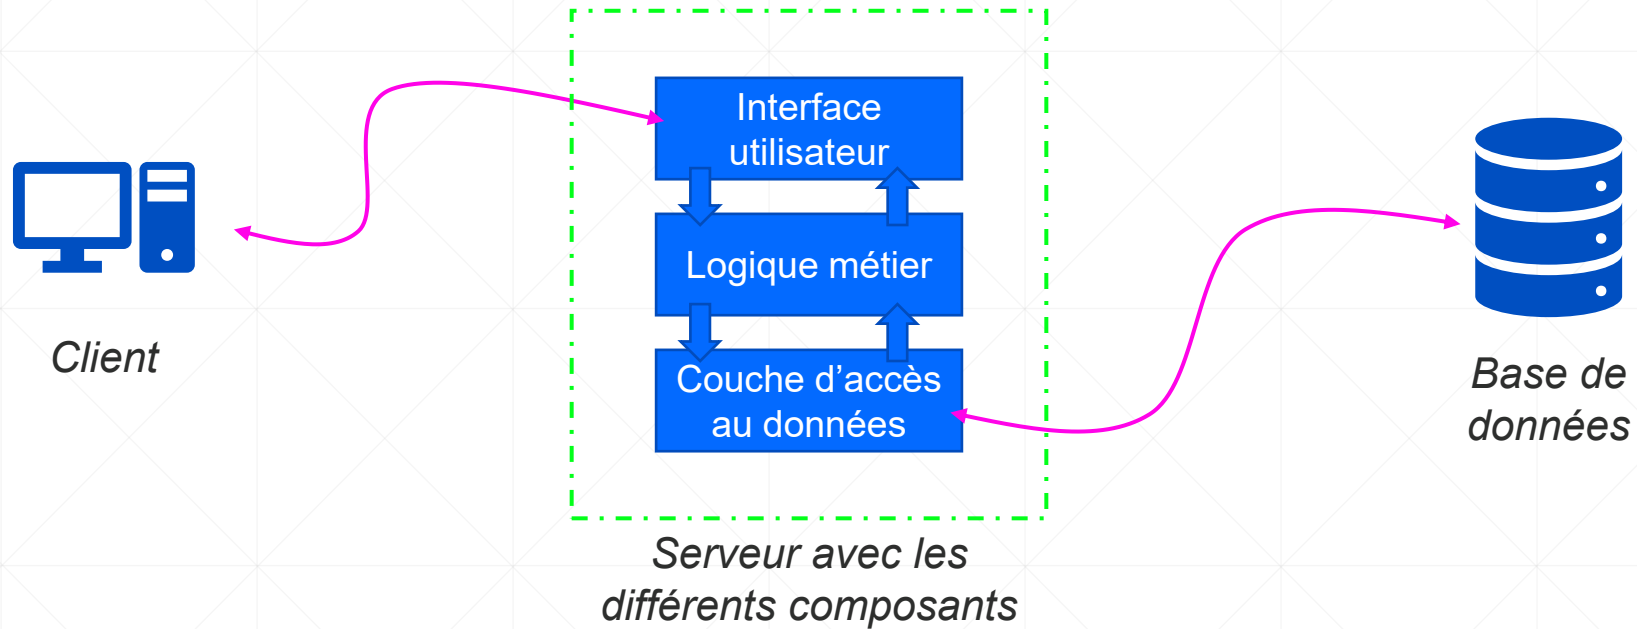 Interface
utilisateur
Logique métier
Couche d’accès
au données
Client
Base de
données
Serveur avec les
différents composants